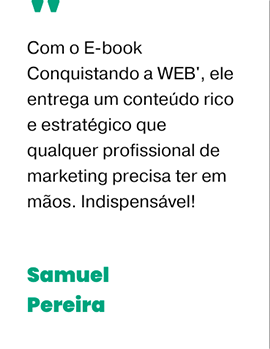 Com o E-book
Conquistando a WEB', ele
entrega um conteúdo rico
e estratégico que
qualquer profissional de
marketing precisa ter em
mãos. Indispensável!
Samuel
Pereira